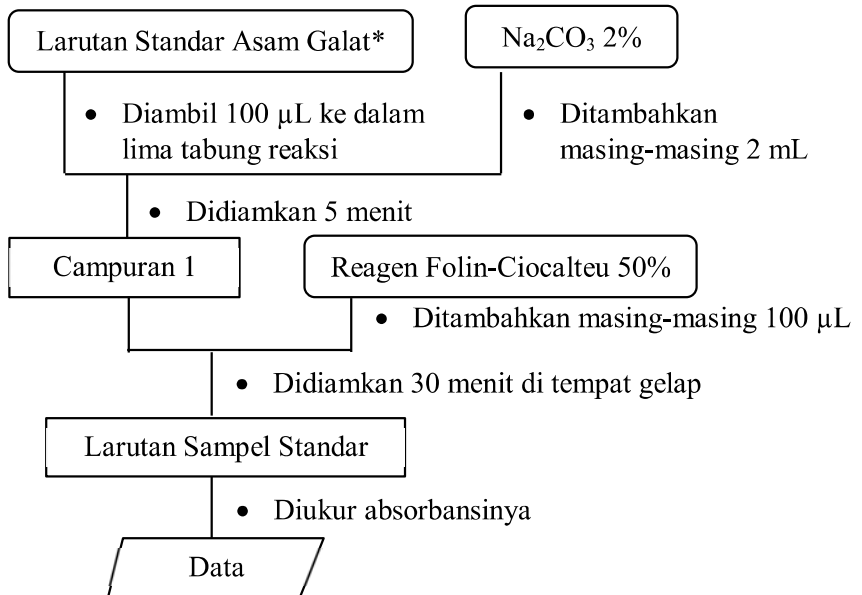 Larutan Standar Asam Galat*
Na₂CO₃ 2%
• Diambil 100 µL ke dalam
lima tabung reaksi
• Ditambahkan
masing-masing 2 mL
• Didiamkan 5 menit
Campuran 1
Reagen Folin-Ciocalteu 50%
• Ditambahkan masing-masing 100 µL
• Didiamkan 30 menit di tempat gelap
Larutan Sampel Standar
• Diukur absorbansinya
Data